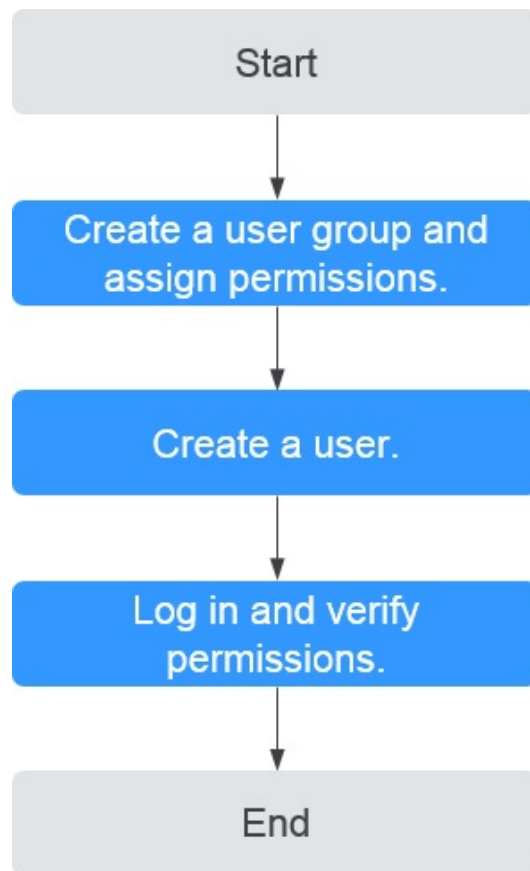 Start
Create a user group and
assign permissions.
Create a user.
Log in and verify
permissions.
End